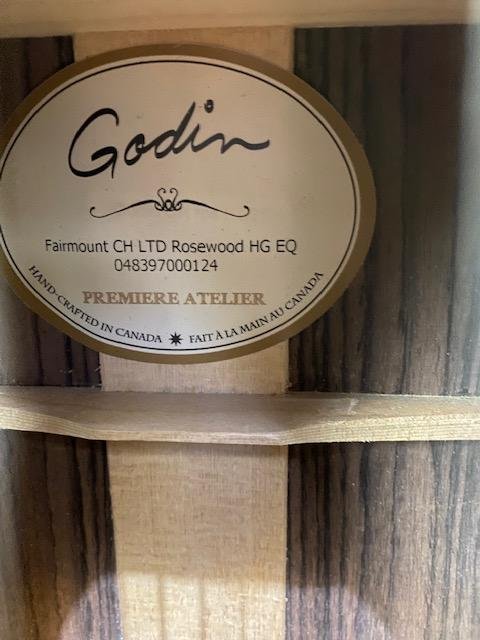 Godin
Fairmount CH LTD Rosewood HG EQ
048397000124
PREMIERE ATELIER
HAND-CRAFTED IN CANADA ✷ FAIT À LA MAIN AU CANADA